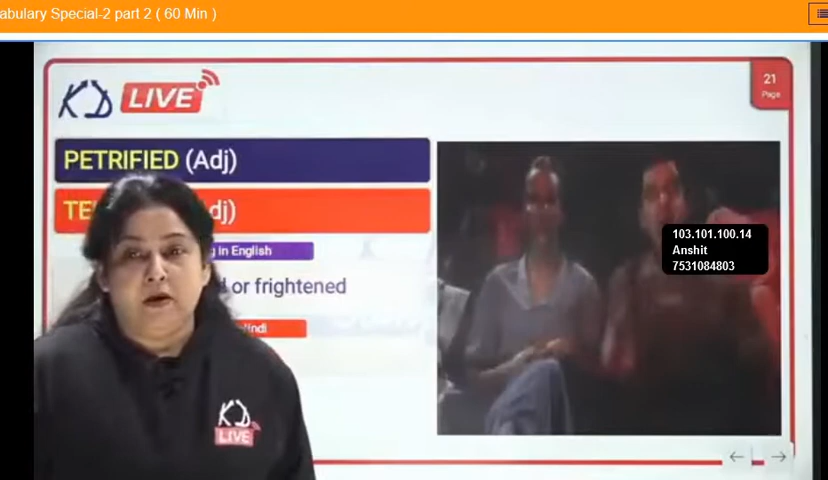 abulary Special-2 part 2 ( 60 Min )
KD LIVE
21
Page
PETRIFIED (Adj)
TE dj)
g in English
d or frightened
Hindi
103.101.100.14
Anshit
7531084803
KD
LIVE